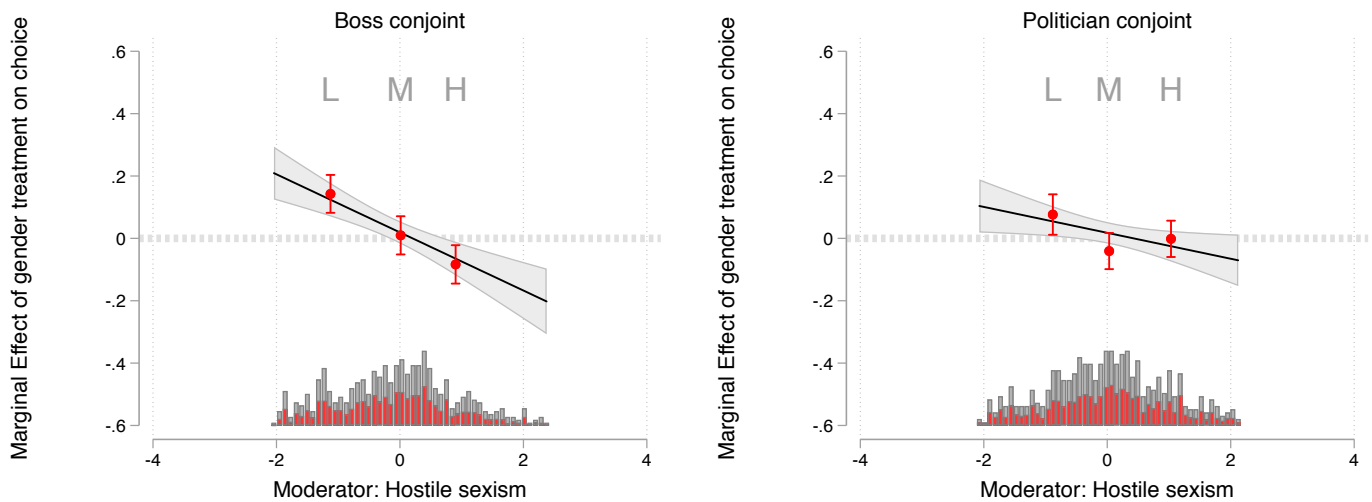 Boss conjoint
Marginal Effect of gender treatment on choice
.6
.4
.2
0
-.2
-.4
-.6
L M H
-4 -2 0 2 4
Moderator: Hostile sexism
Politician conjoint
Marginal Effect of gender treatment on choice
.6
.4
.2
0
-.2
-.4
-.6
L M H
-4 -2 0 2 4
Moderator: Hostile sexism